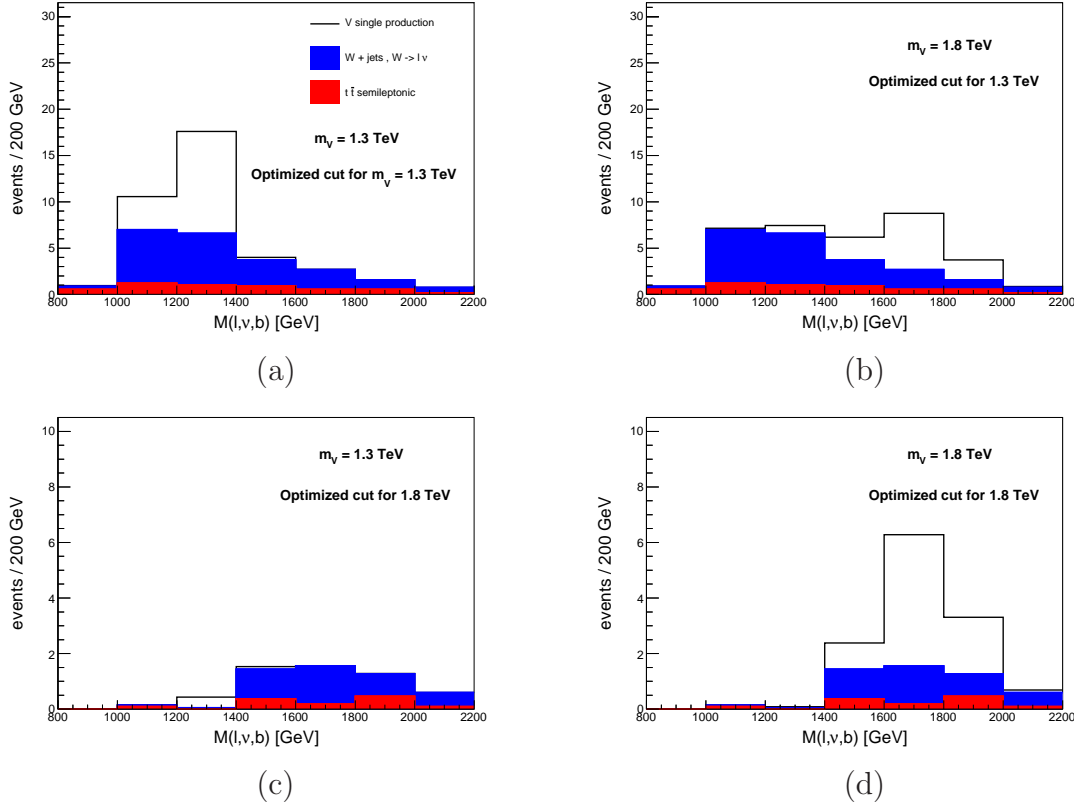 events / 200 GeV
30
25
20
15
10
5
0
V single production
W + jets , W -> l ν
t t̄ semileptonic
m_V = 1.3 TeV
Optimized cut for m_V = 1.3 TeV
800 1000 1200 1400 1600 1800 2000 2200
M(l,ν,b) [GeV]
(a)
events / 200 GeV
30
25
20
15
10
5
0
m_V = 1.8 TeV
Optimized cut for 1.3 TeV
800 1000 1200 1400 1600 1800 2000 2200
M(l,ν,b) [GeV]
(b)
events / 200 GeV
10
8
6
4
2
0
m_V = 1.3 TeV
Optimized cut for 1.8 TeV
800 1000 1200 1400 1600 1800 2000 2200
M(l,ν,b) [GeV]
(c)
events / 200 GeV
10
8
6
4
2
0
m_V = 1.8 TeV
Optimized cut for 1.8 TeV
800 1000 1200 1400 1600 1800 2000 2200
M(l,ν,b) [GeV]
(d)